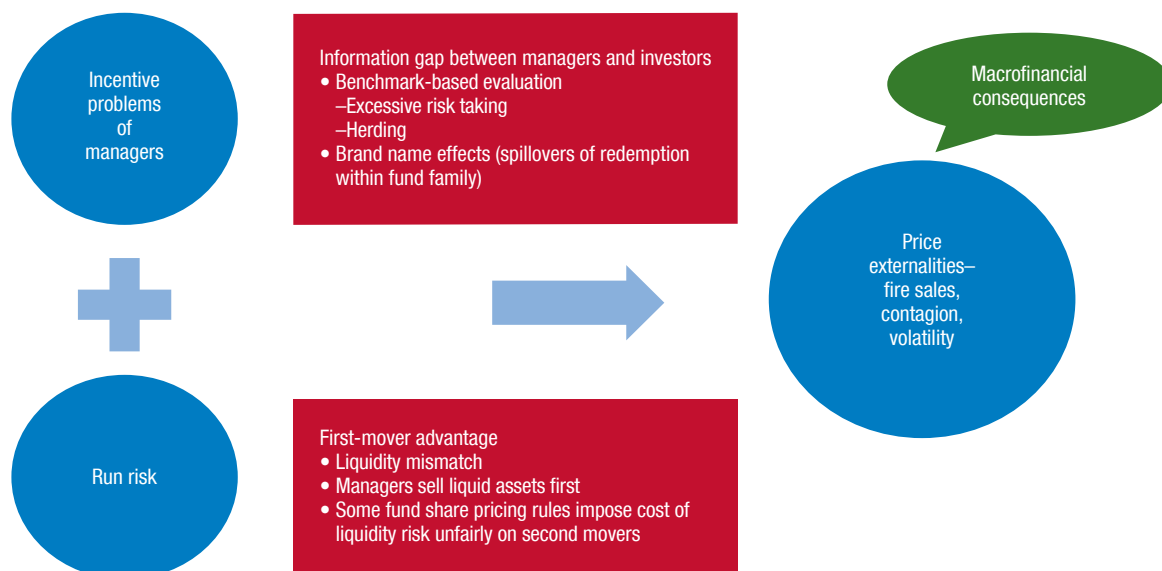 Incentive
problems
of
managers
Information gap between managers and investors
• Benchmark-based evaluation
–Excessive risk taking
–Herding
• Brand name effects (spillovers of redemption
within fund family)
Macrofinancial
consequences
Price
externalities–
fire sales,
contagion,
volatility
Run risk
First-mover advantage
• Liquidity mismatch
• Managers sell liquid assets first
• Some fund share pricing rules impose cost of
liquidity risk unfairly on second movers